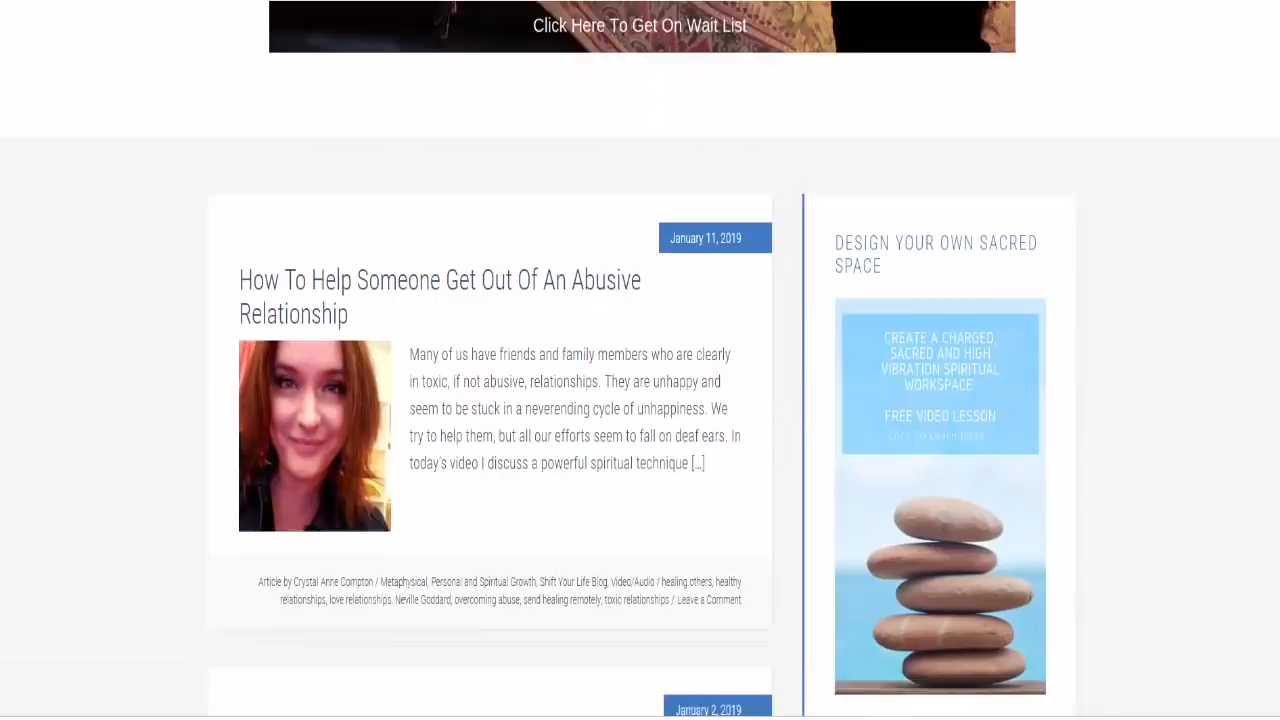 Click Here To Get On Wait List
January 11, 2019
How To Help Someone Get Out Of An Abusive
Relationship
Many of us have friends and family members who are clearly
in toxic, if not abusive, relationships. They are unhappy and
seem to be stuck in a neverending cycle of unhappiness. We
try to help them, but all our efforts seem to fall on deaf ears. In
today's video I discuss a powerful spiritual technique [...]
Article by Crystal Anne Compton / Metaphysical, Personal and Spiritual Growth, Shift Your Life Blog, Video/Audio / healing others, healthy
relationships, love relationships, Neville Goddard, overcoming abuse, send healing remotely, toxic relationships / Leave a Comment
January 2, 2019
DESIGN YOUR OWN SACRED
SPACE
CREATE A CHARGED,
SACRED AND HIGH
VIBRATION SPIRITUAL
WORKSPACE
FREE VIDEO LESSON
Click To Learn More